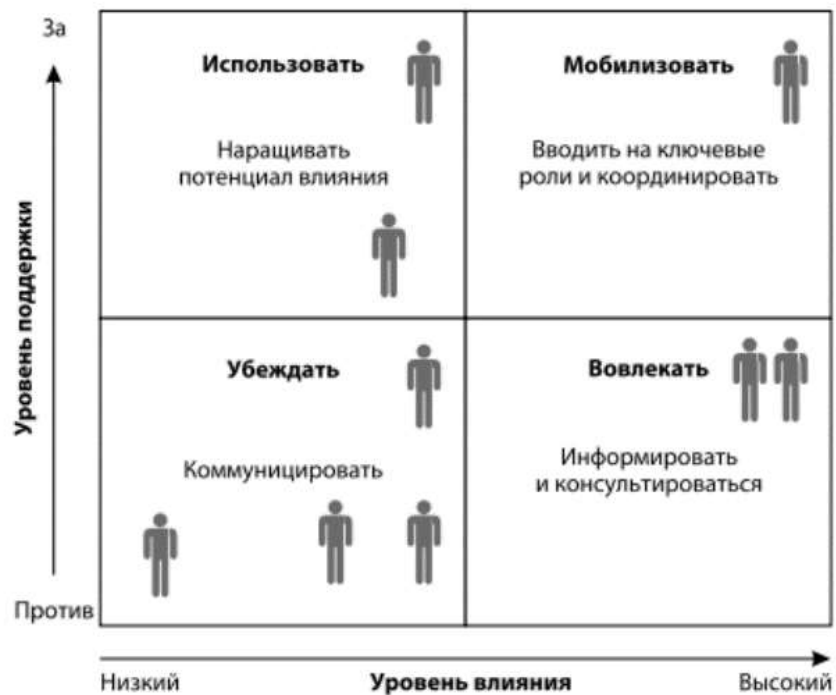 За
Использовать
Мобилизовать
Наращивать
потенциал влияния
Вводить на ключевые
роли и координировать
Уровень поддержки
Убеждать
Вовлекать
Коммуницировать
Информировать
и консультироваться
Против
Низкий
Уровень влияния
Высокий